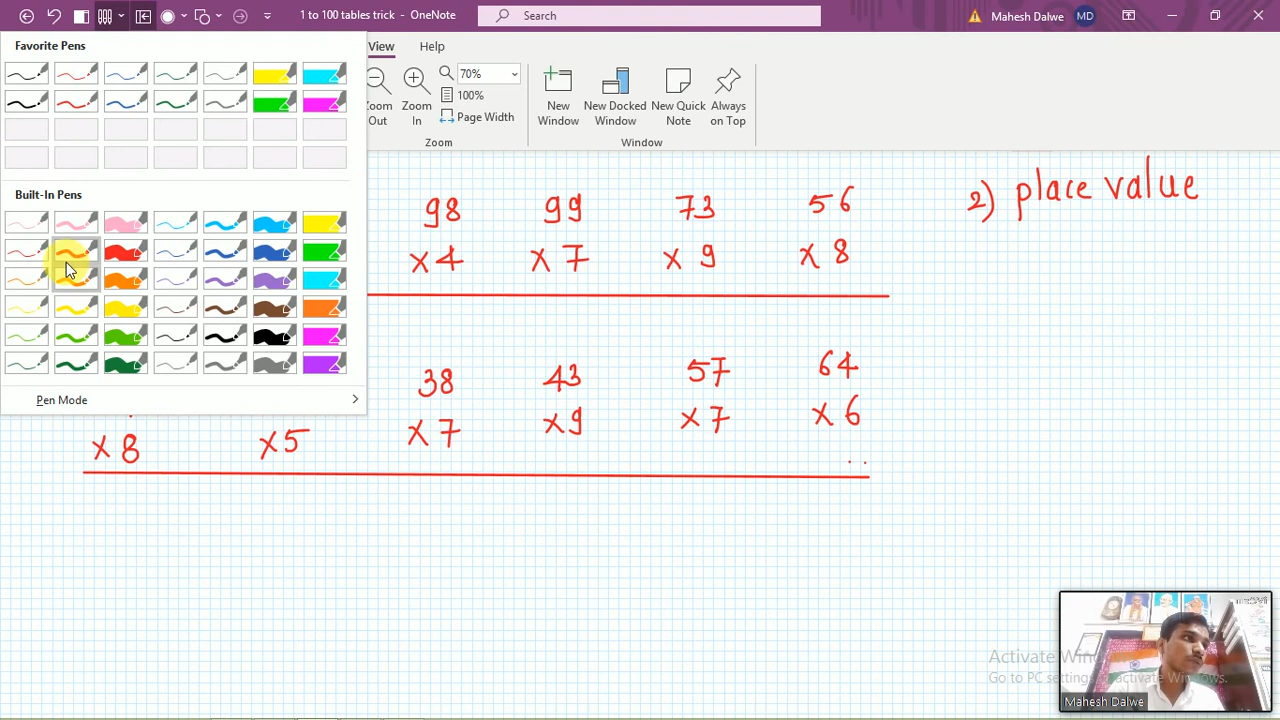 1 to 100 tables trick - OneNote
Search
Mahesh Dalwe
MD
View
Help
Favorite Pens
Built-In Pens
Pen Mode
Zoom Out
Zoom In
70%
100%
Page Width
Zoom
New Window
New Docked Window
New Quick Note
Always on Top
Window
98 99 73 56
x 4 x 7 x 9 x 8
2) place value
38 43 57 64
x 8 x 5 x 7 x 9 x 7 x 6
Activate Win
Go to PC settings to activate Windows.
Mahesh Dalwe